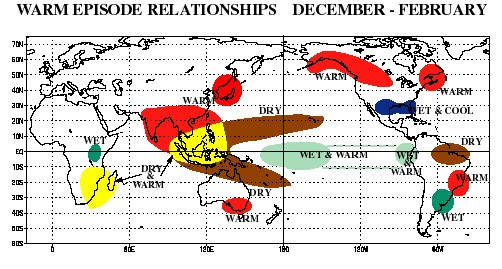 WARM EPISODE RELATIONSHIPS DECEMBER - FEBRUARY
70N
60N
50N
40N
30N
20N
10N
EQ
10S
20S
30S
40S
50S
60S
0
60E
120E
180
120W
60W
WARM
WARM
WARM
DRY
WET & COOL
WET
DRY
&
WARM
WET & WARM
WET
&
WARM
DRY
DRY
WARM
WARM
WET